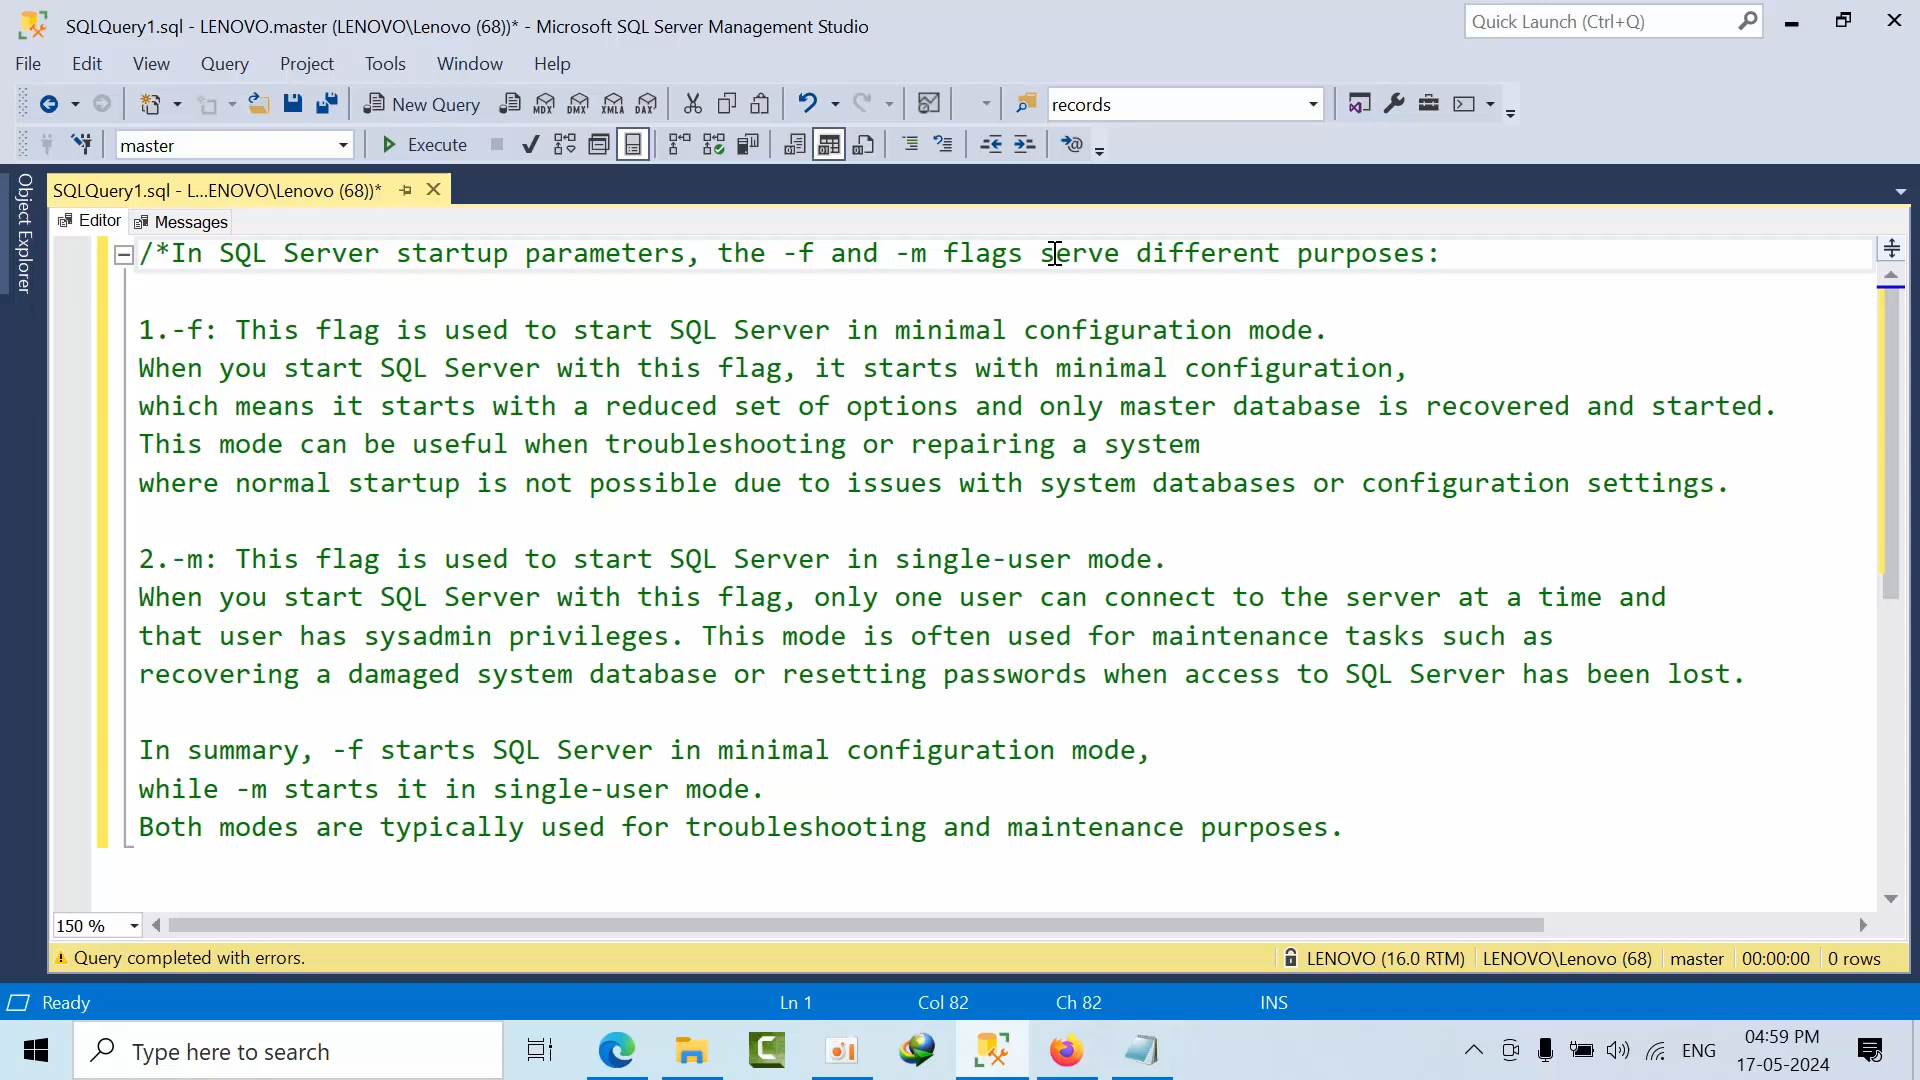 SQLQuery1.sql - LENOVO.master (LENOVO\Lenovo (68))* - Microsoft SQL Server Management Studio
Quick Launch (Ctrl+Q)
File Edit View Query Project Tools Window Help
New Query MDX DMX XMLA DAX records
master Execute
SQLQuery1.sql - L...ENOVO\Lenovo (68))*
Object Explorer
Editor Messages
/*In SQL Server startup parameters, the -f and -m flags serve different purposes:
1.-f: This flag is used to start SQL Server in minimal configuration mode.
When you start SQL Server with this flag, it starts with minimal configuration,
which means it starts with a reduced set of options and only master database is recovered and started.
This mode can be useful when troubleshooting or repairing a system
where normal startup is not possible due to issues with system databases or configuration settings.
2.-m: This flag is used to start SQL Server in single-user mode.
When you start SQL Server with this flag, only one user can connect to the server at a time and
that user has sysadmin privileges. This mode is often used for maintenance tasks such as
recovering a damaged system database or resetting passwords when access to SQL Server has been lost.
In summary, -f starts SQL Server in minimal configuration mode,
while -m starts it in single-user mode.
Both modes are typically used for troubleshooting and maintenance purposes.
150 %
Query completed with errors. LENOVO (16.0 RTM) LENOVO\Lenovo (68) master 00:00:00 0 rows
Ready Ln 1 Col 82 Ch 82 INS
Type here to search
ENG
04:59 PM
17-05-2024